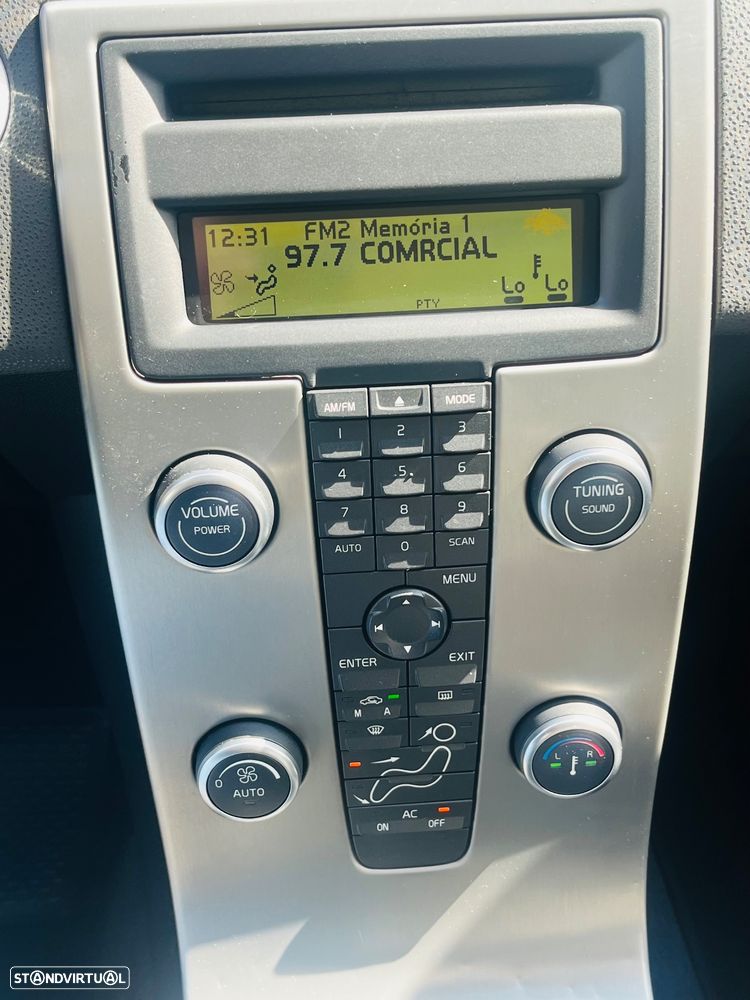 FM2 Memória 1
12:31
97.7 COMRCIAL
Lo Lo
PTY
AM/FM MODE
1 2 3
4 .5. 6
7 8 9
AUTO 0 SCAN
VOLUME
POWER
TUNING
SOUND
MENU
ENTER EXIT
M A
0
AUTO
L R
AC
ON OFF
STANDVIRTUAL